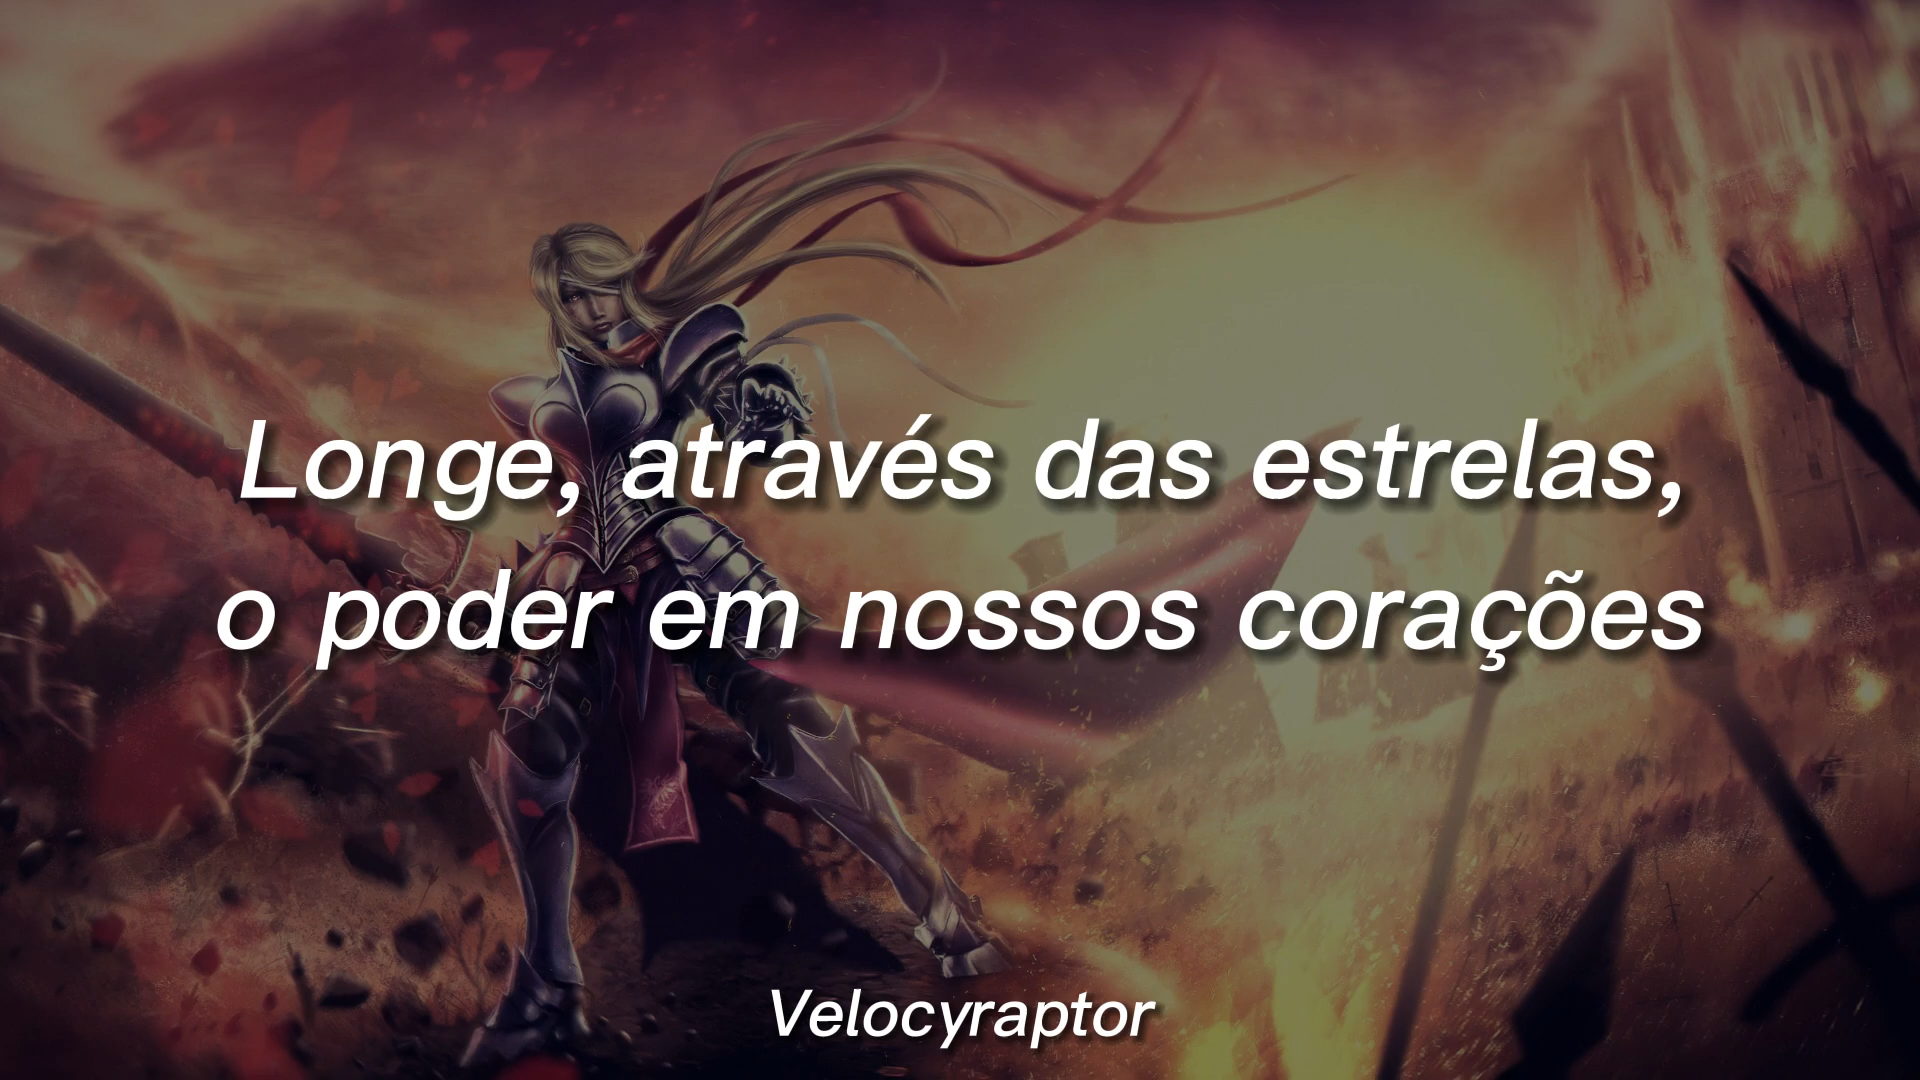 Longe, através das estrelas,
o poder em nossos corações
Velocyraptor